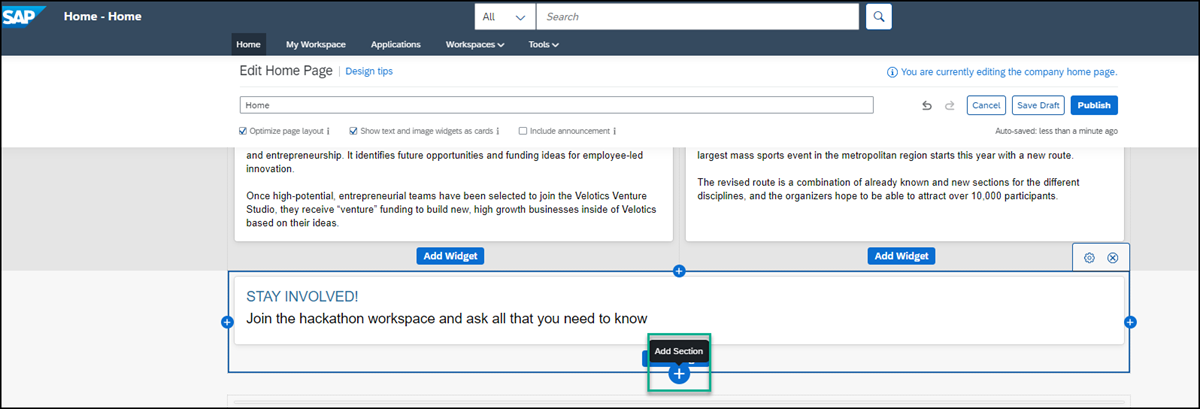 SAP
Home - Home
All
Search
Home
My Workspace
Applications
Workspaces
Tools
Edit Home Page
Design tips
You are currently editing the company home page.
Home
Cancel
Save Draft
Publish
Optimize page layout
Show text and image widgets as cards
Include announcement
Auto-saved: less than a minute ago
and entrepreneurship. It identifies future opportunities and funding ideas for employee-led
innovation.
Once high-potential, entrepreneurial teams have been selected to join the Velotics Venture
Studio, they receive “venture” funding to build new, high growth businesses inside of Velotics
based on their ideas.
largest mass sports event in the metropolitan region starts this year with a new route.
The revised route is a combination of already known and new sections for the different
disciplines, and the organizers hope to be able to attract over 10,000 participants.
Add Widget
Add Widget
STAY INVOLVED!
Join the hackathon workspace and ask all that you need to know
Add Section